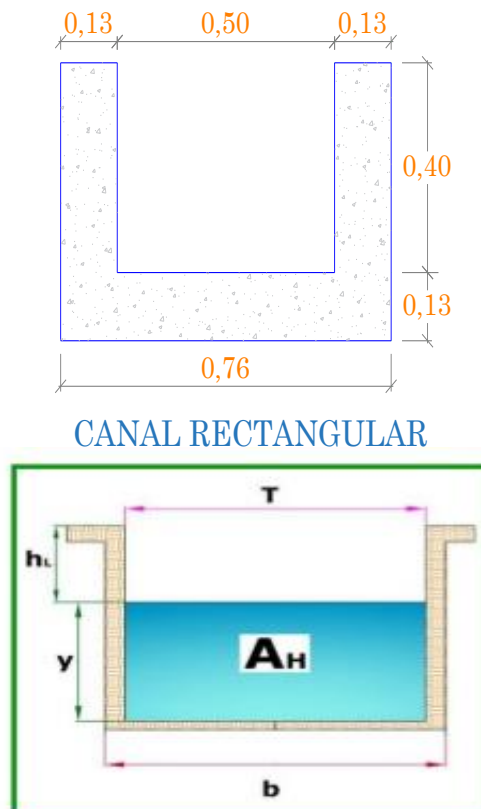 0,13 0,50 0,13
0,40
0,13
0,76
CANAL RECTANGULAR
T
hL
y
AH
b